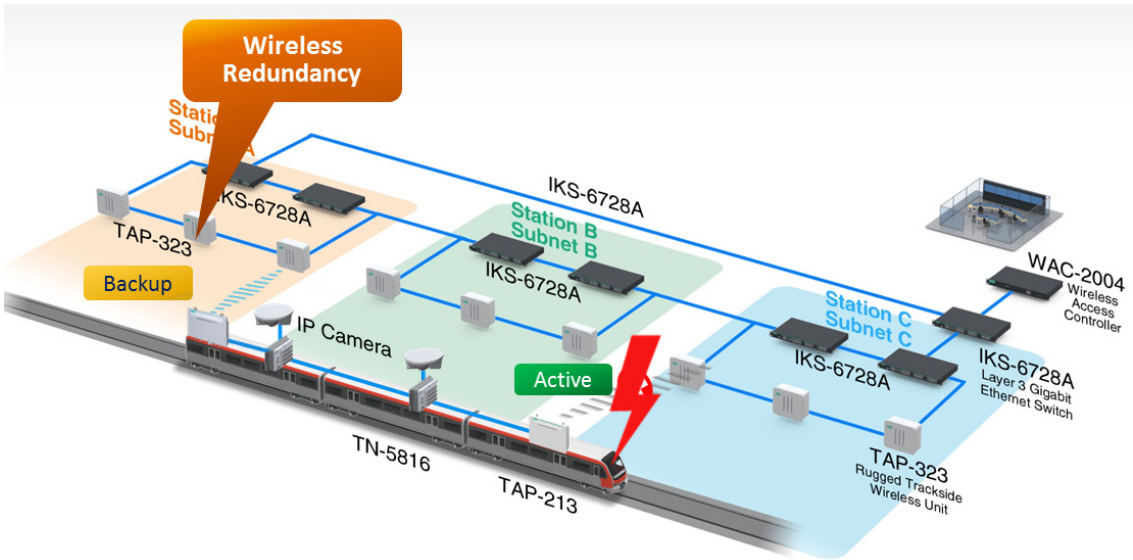 Wireless
Redundancy
Station
Subnet A
IKS-6728A
TAP-323
Backup
IKS-6728A
Station B
Subnet B
IKS-6728A
IP Camera
Active
TN-5816
TAP-213
Station C
Subnet C
IKS-6728A
WAC-2004
Wireless
Access
Controller
IKS-6728A
Layer 3 Gigabit
Ethernet Switch
TAP-323
Rugged Trackside
Wireless Unit